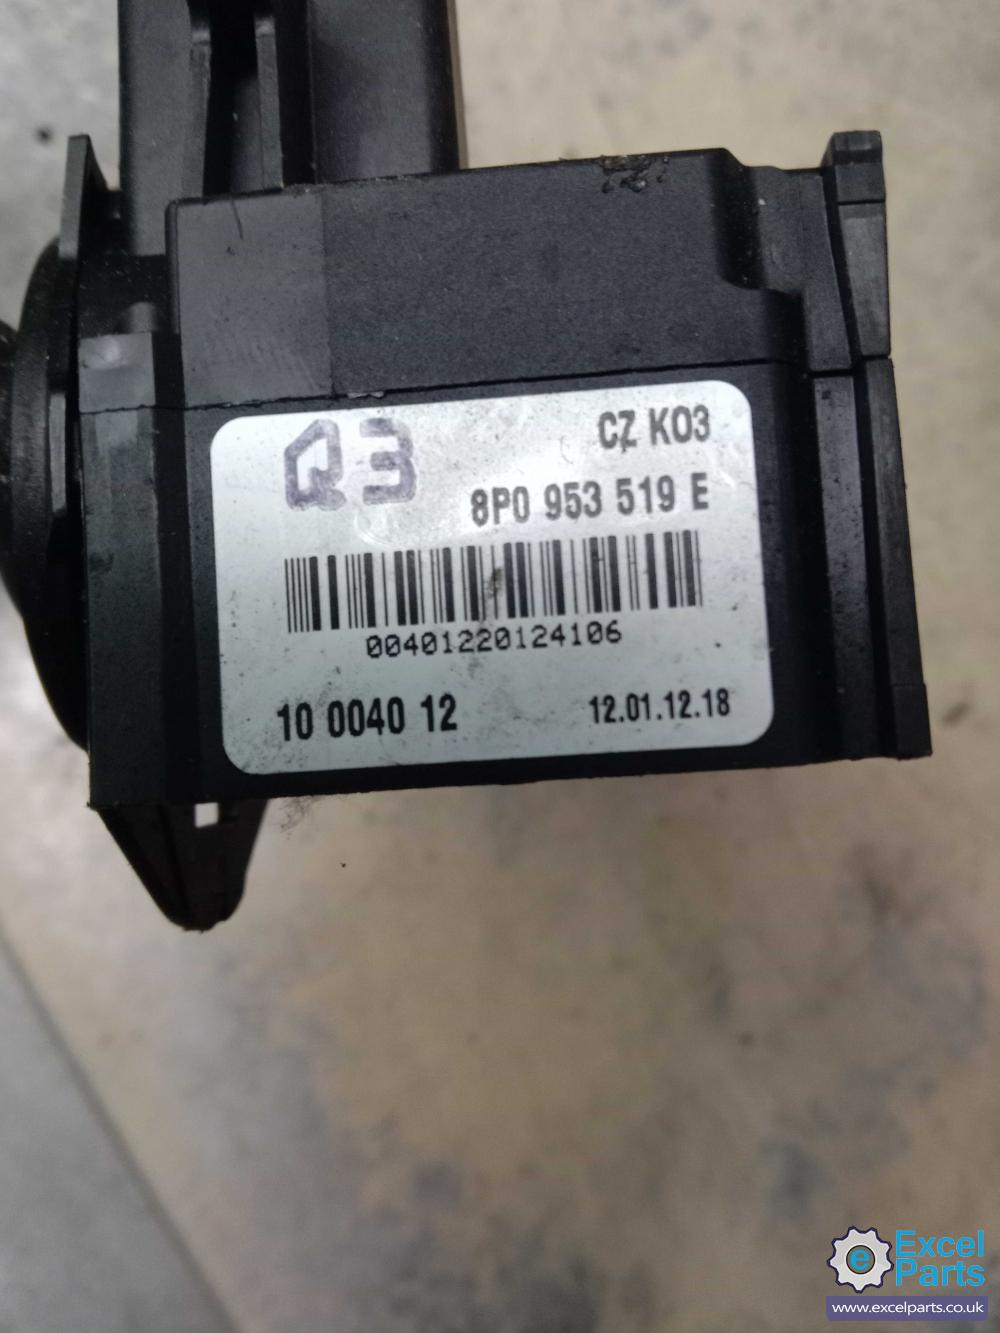 Q3
CZ K03
8P0 953 519 E
00401220124106
10 0040 12
12.01.12.18
e
Excel
Parts
www.excelparts.co.uk